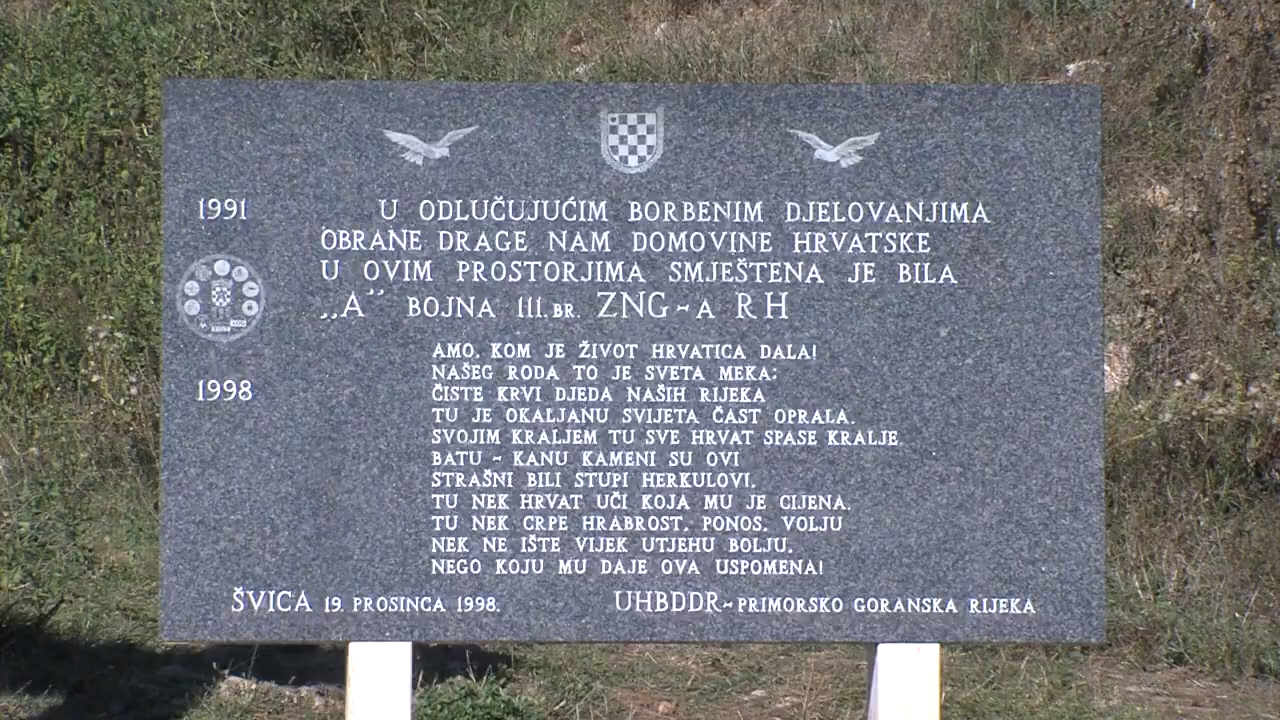 1991
U ODLUČUJUĆIM BORBENIM DJELOVANJIMA
OBRANE DRAGE NAM DOMOVINE HRVATSKE
U OVIM PROSTORJIMA SMJEŠTENA JE BILA
„A” BOJNA III. BR. ZNG-A RH
1998
AMO, KOM JE ŽIVOT HRVATICA DALA!
NAŠEG RODA TO JE SVETA MEKA;
ČISTE KRVI DJEDA NAŠIH RIJEKA
TU JE OKALJANU SVIJETA ČAST OPRALA.
SVOJIM KRALJEM TU SVE HRVAT SPASE KRALJE.
BATU - KANU KAMENI SU OVI
STRAŠNI BILI STUPI HERKULOVI.
TU NEK HRVAT UČI KOJA MU JE CIJENA.
TU NEK CRPE HRABROST, PONOS, VOLJU
NEK NE IŠTE VIJEK UTJEHU BOLJU,
NEGO KOJU MU DAJE OVA USPOMENA!
ŠVICA 19. PROSINCA 1998.
UHBDDR-PRIMORSKO GORANSKA RIJEKA